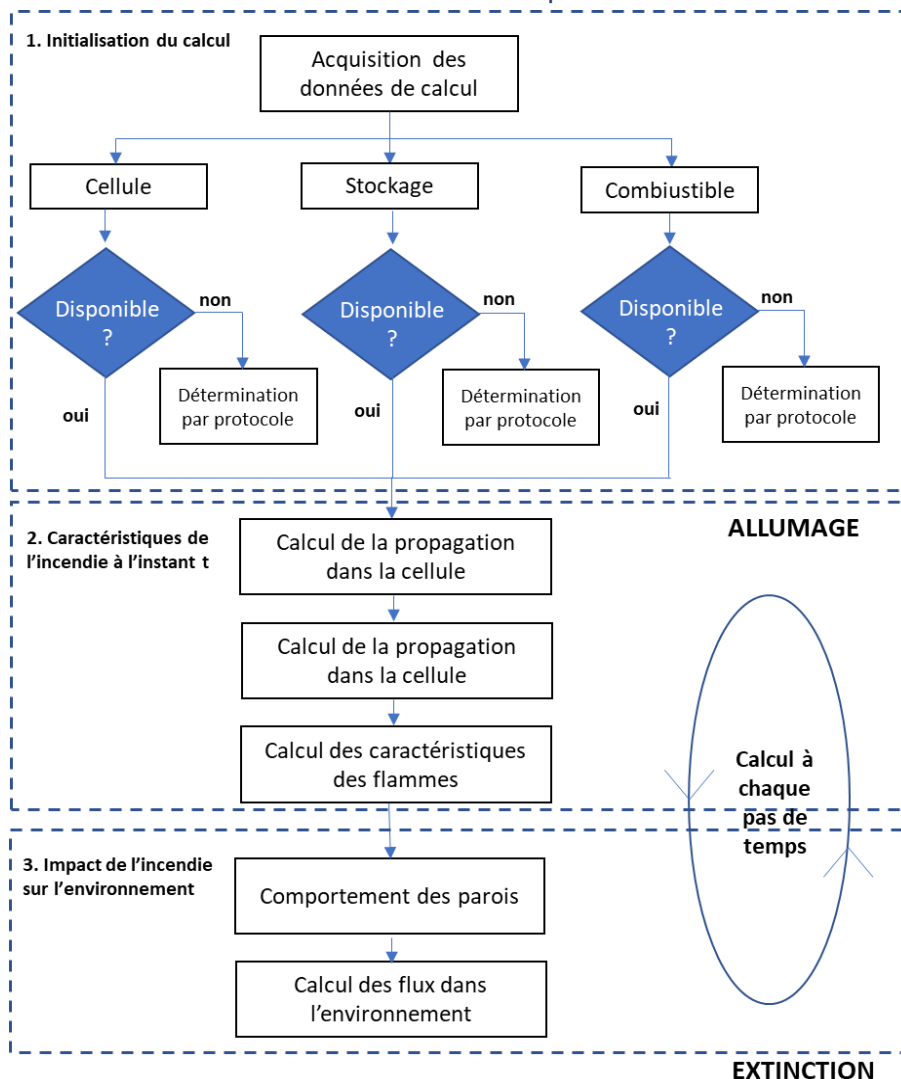 1. Initialisation du calcul
Acquisition des
données de calcul
Cellule
Stockage
Combiustible
Disponible
?
non
oui
Détermination
par protocole
Disponible
?
non
oui
Détermination
par protocole
Disponible
?
non
oui
Détermination
par protocole
2. Caractéristiques de
l'incendie à l'instant t
ALLUMAGE
Calcul de la propagation
dans la cellule
Calcul de la propagation
dans la cellule
Calcul des caractéristiques
des flammes
Calcul à
chaque
pas de
temps
3. Impact de l'incendie
sur l'environnement
Comportement des parois
Calcul des flux dans
l'environnement
EXTINCTION